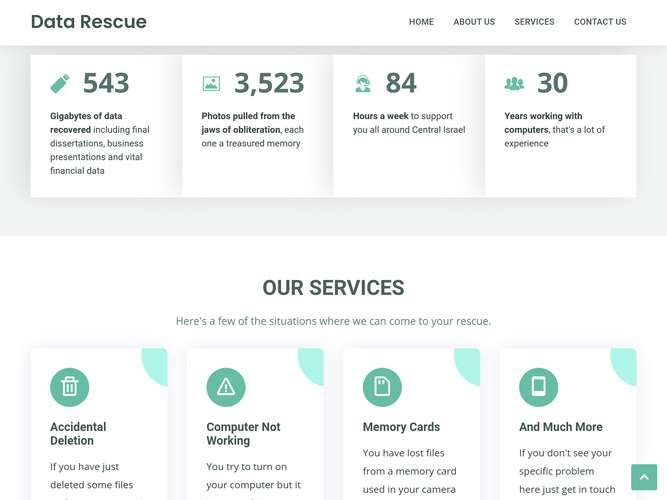 Data Rescue
HOME ABOUT US SERVICES CONTACT US
543
Gigabytes of data
recovered including final
dissertations, business
presentations and vital
financial data
3,523
Photos pulled from the
jaws of obliteration, each
one a treasured memory
84
Hours a week to support
you all around Central Israel
30
Years working with
computers, that's a lot of
experience
OUR SERVICES
Here's a few of the situations where we can come to your rescue.
Accidental
Deletion
If you have just
deleted some files
Computer Not
Working
You try to turn on
your computer but it
Memory Cards
You have lost files
from a memory card
used in your camera
And Much More
If you don't see your
specific problem
here just get in touch